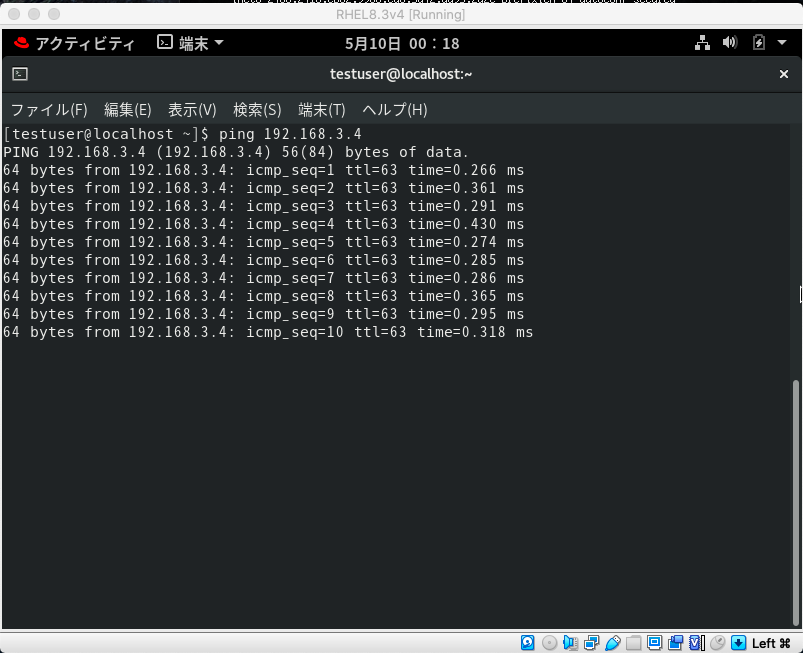 RHEL8.3v4 [Running]
アクティビティ 端末 5月10日 00：18
testuser@localhost:~
ファイル(F) 編集(E) 表示(V) 検索(S) 端末(T) ヘルプ(H)
[testuser@localhost ~]$ ping 192.168.3.4
PING 192.168.3.4 (192.168.3.4) 56(84) bytes of data.
64 bytes from 192.168.3.4: icmp_seq=1 ttl=63 time=0.266 ms
64 bytes from 192.168.3.4: icmp_seq=2 ttl=63 time=0.361 ms
64 bytes from 192.168.3.4: icmp_seq=3 ttl=63 time=0.291 ms
64 bytes from 192.168.3.4: icmp_seq=4 ttl=63 time=0.430 ms
64 bytes from 192.168.3.4: icmp_seq=5 ttl=63 time=0.274 ms
64 bytes from 192.168.3.4: icmp_seq=6 ttl=63 time=0.285 ms
64 bytes from 192.168.3.4: icmp_seq=7 ttl=63 time=0.286 ms
64 bytes from 192.168.3.4: icmp_seq=8 ttl=63 time=0.365 ms
64 bytes from 192.168.3.4: icmp_seq=9 ttl=63 time=0.295 ms
64 bytes from 192.168.3.4: icmp_seq=10 ttl=63 time=0.318 ms
Left ⌘